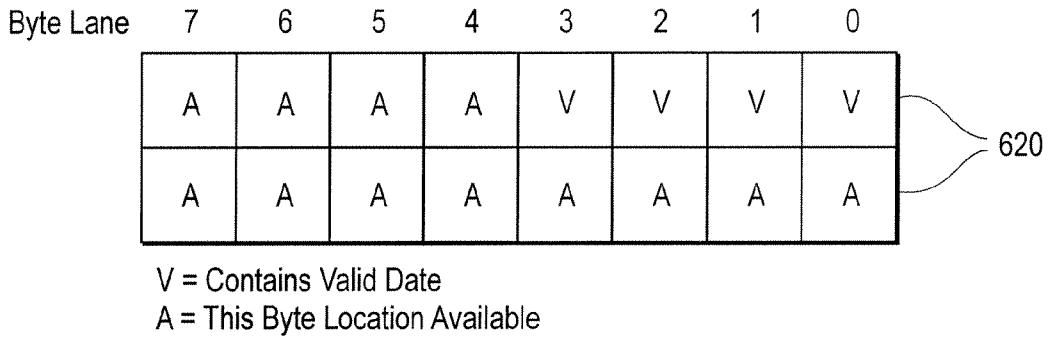 Byte Lane 7 6 5 4 3 2 1 0
A A A A V V V V
620
A A A A A A A A
V = Contains Valid Date
A = This Byte Location Available